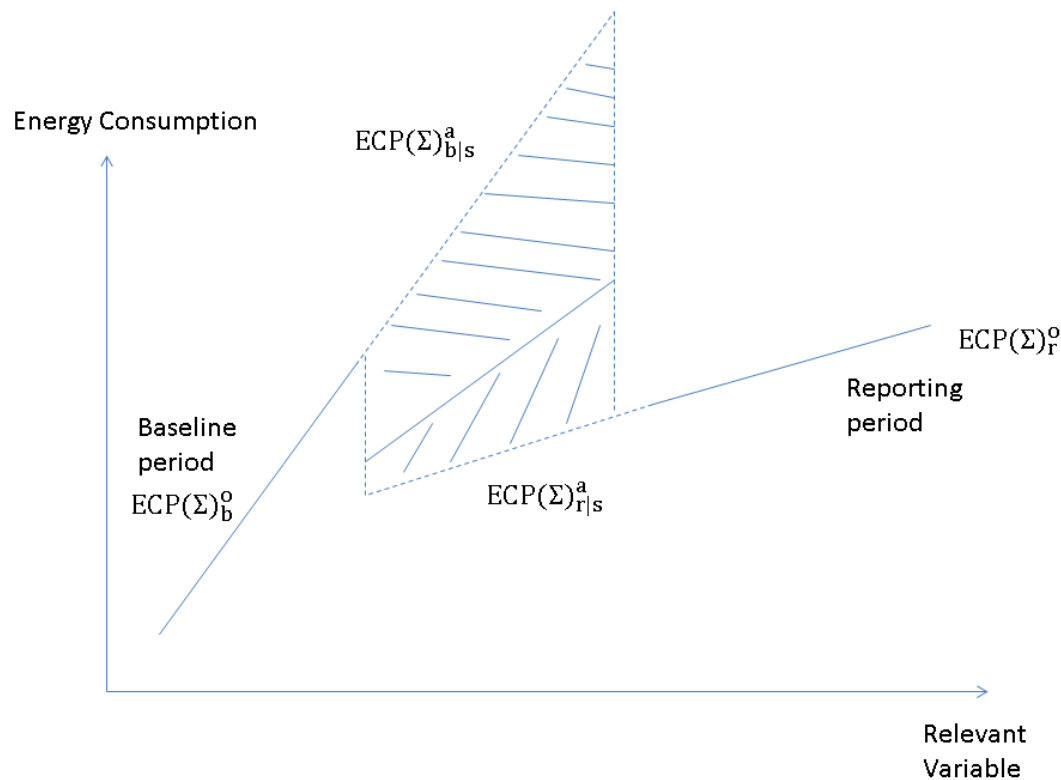 Energy Consumption
ECP(Σ)ᵃ_b|s
ECP(Σ)ᵒ_r
Reporting
period
Baseline
period
ECP(Σ)ᵒ_b
ECP(Σ)ᵃ_r|s
Relevant
Variable